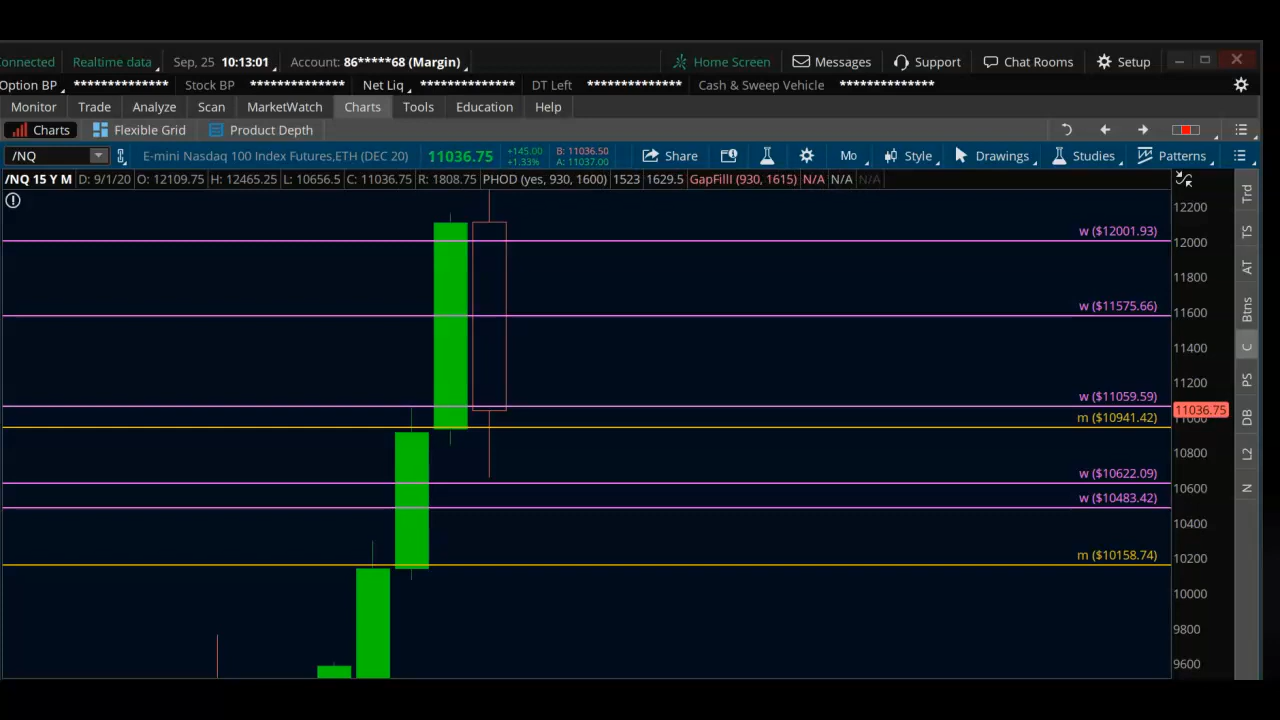 onnected Realtime data Sep, 25 10:13:01 Account: 86*****68 (Margin) Home Screen Messages Support Chat Rooms Setup
Option BP ************** Stock BP ************** Net Liq ************** DT Left ************** Cash & Sweep Vehicle **************
Monitor Trade Analyze Scan MarketWatch Charts Tools Education Help
Charts Flexible Grid Product Depth
/NQ E-mini Nasdaq 100 Index Futures,ETH (DEC 20) 11036.75 +145.00 B: 11036.50 Share Mo Style Drawings Studies Patterns
+1.33% A: 11037.00
/NQ 15 Y M D: 9/1/20 O: 12109.75 H: 12465.25 L: 10656.5 C: 11036.75 R: 1808.75 PHOD (yes, 930, 1600) 1523 1629.5 GapFillI (930, 1615) N/A N/A N/A
Trd
12200
w ($12001.93)
TS
12000
AT
11800
w ($11575.66)
Btns
11600
C
11400
PS
11200
w ($11059.59)
11036.75
m ($10941.42)
11000
DB
10800
L2
w ($10622.09)
10600
N
w ($10483.42)
10400
m ($10158.74)
10200
10000
9800
9600